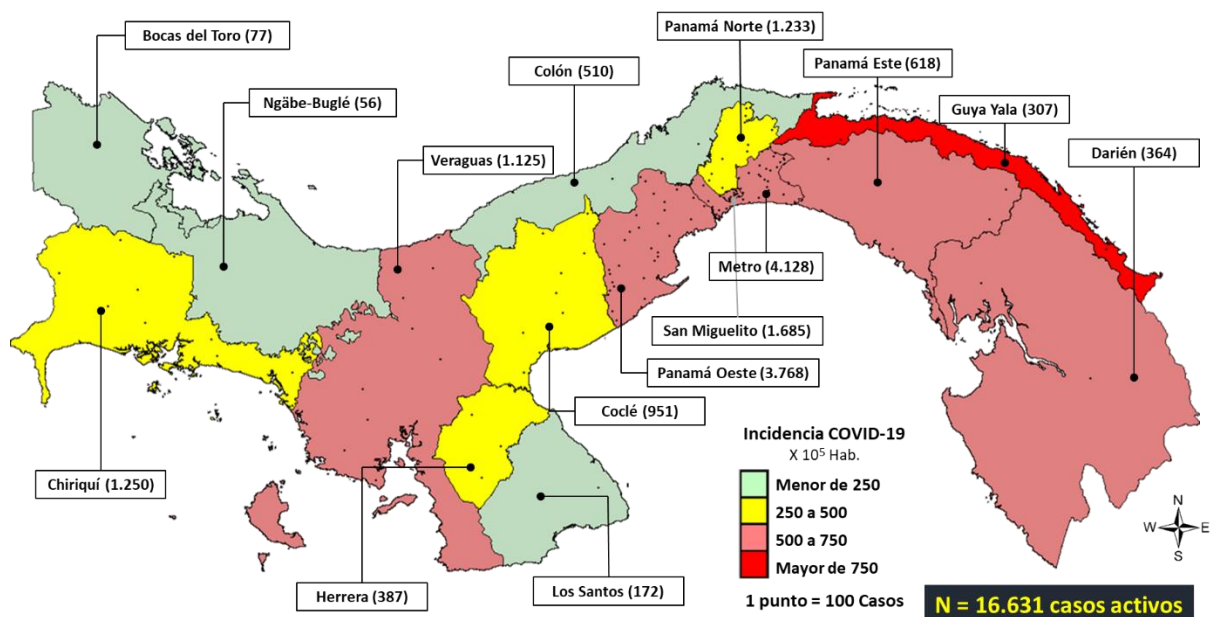 Bocas del Toro (77)
Panamá Norte (1.233)
Panamá Este (618)
Colón (510)
Ngäbe-Buglé (56)
Guya Yala (307)
Veraguas (1.125)
Darién (364)
Metro (4.128)
San Miguelito (1.685)
Panamá Oeste (3.768)
Coclé (951)
Chiriquí (1.250)
Herrera (387)
Los Santos (172)
Incidencia COVID-19
X 10⁵ Hab.
Menor de 250
250 a 500
500 a 750
Mayor de 750
1 punto = 100 Casos
N
W E
S
N = 16.631 casos activos